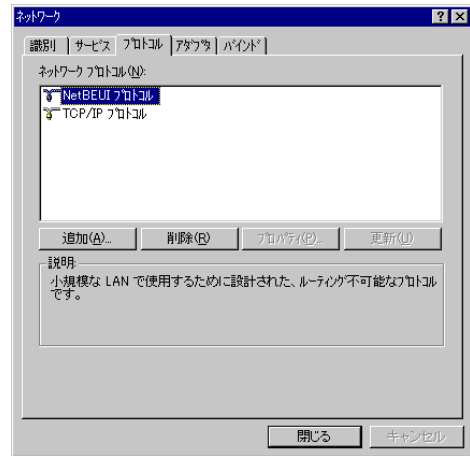 ネットワーク
識別 サービス プロトコル アダプタ バインド
ネットワーク プロトコル(N):
NetBEUI プロトコル
TCP/IP プロトコル
追加(A)... 削除(R) プロパティ(P)... 更新(U)
説明:
小規模な LAN で使用するために設計された、ルーティング不可能なプロトコル
です。
閉じる キャンセル